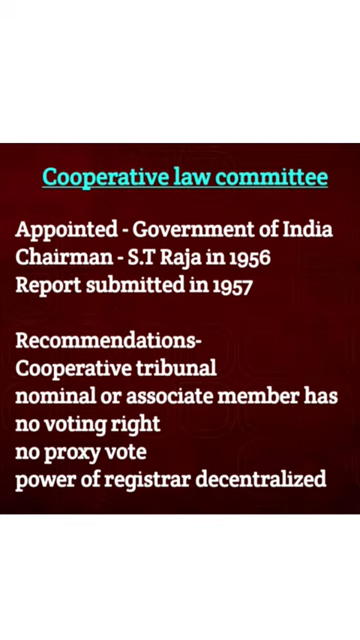 Cooperative law committee
Appointed - Government of India
Chairman - S.T Raja in 1956
Report submitted in 1957
Recommendations-
Cooperative tribunal
nominal or associate member has
no voting right
no proxy vote
power of registrar decentralized